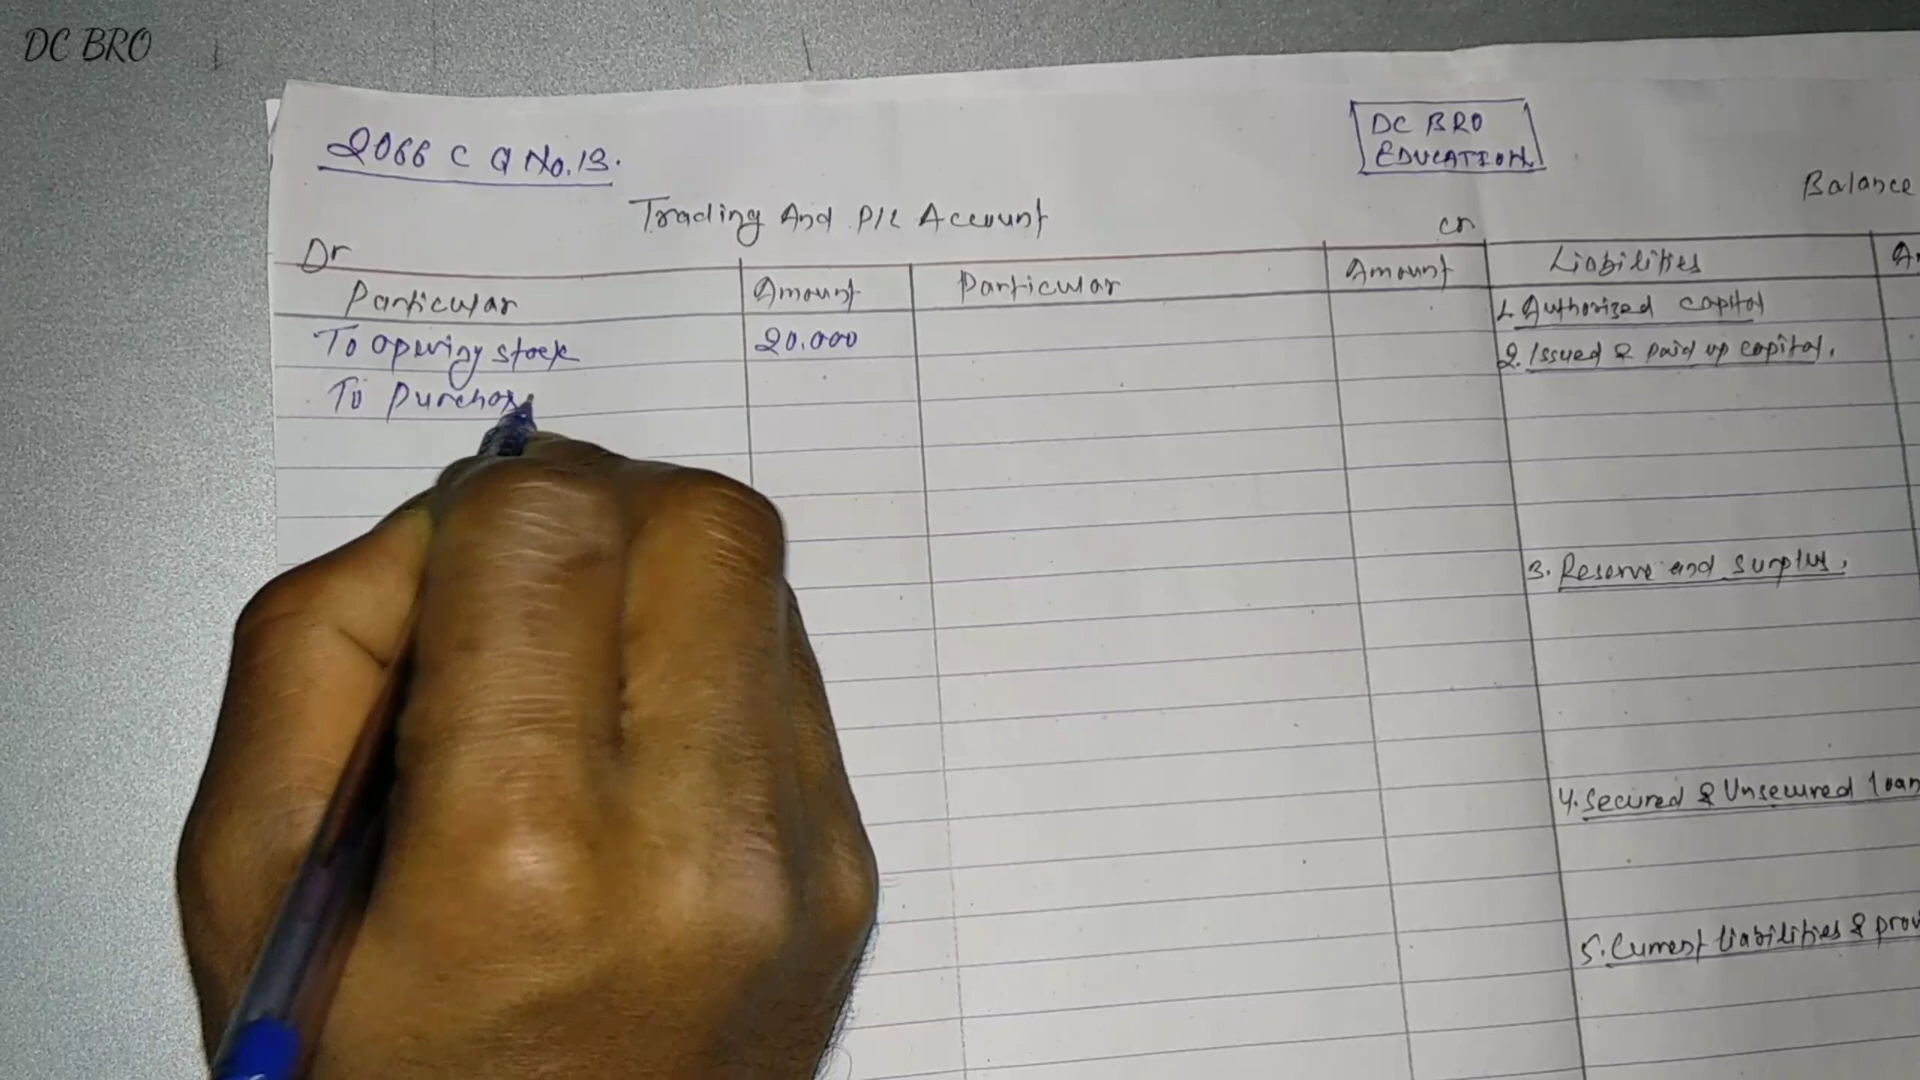 DC BRO
2066 C Q No.13.
DC BRO
EDUCATION
Trading And P/L Account
Balance
Dr
cr
Particular
Amount
Particular
Amount
Liabilities
To opening stock
20.000
1. Authorized capital
2. Issued & paid up capital.
To
3. Reserve and surplus.
4. Secured & Unsecured loan
5. Current liabilities & prov